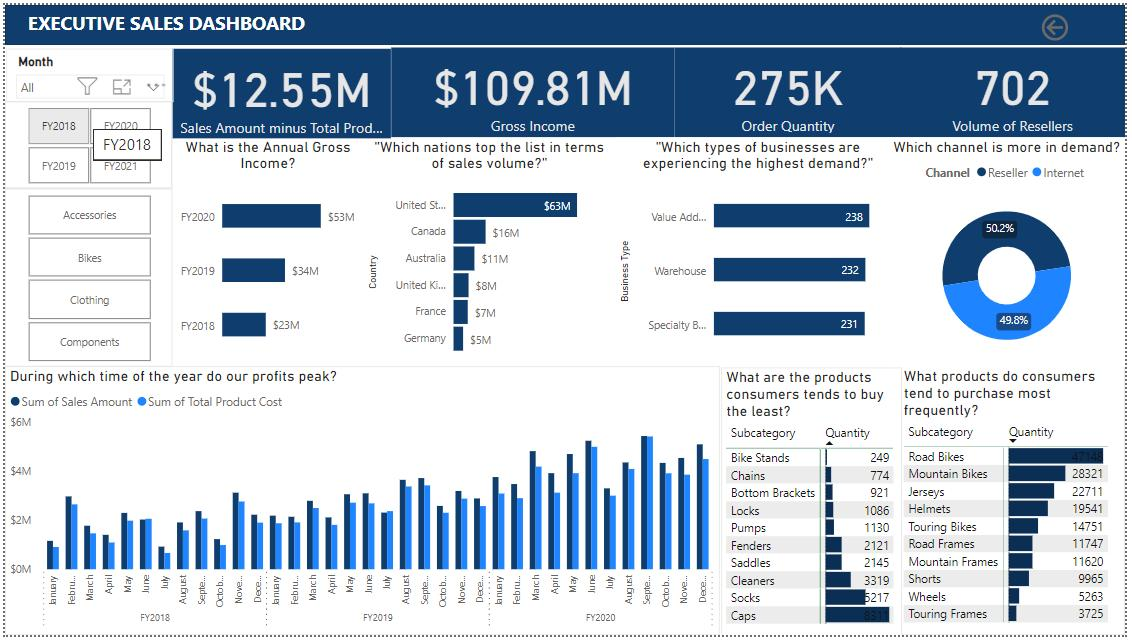 EXECUTIVE SALES DASHBOARD
Month
All
FY2018
FY2020
FY2018
FY2019
FY2021
Accessories
Bikes
Clothing
Components
$12.55M
Sales Amount minus Total Prod...
$109.81M
Gross Income
275K
Order Quantity
702
Volume of Resellers
What is the Annual Gross
Income?
FY2020
$53M
FY2019
$34M
FY2018
$23M
"Which nations top the list in terms
of sales volume?"
Country
United St...
$63M
Canada
$16M
Australia
$11M
United Ki...
$8M
France
$7M
Germany
$5M
"Which types of businesses are
experiencing the highest demand?"
Business Type
Value Add...
238
Warehouse
232
Specialty B...
231
Which channel is more in demand?
Channel Reseller Internet
50.2%
49.8%
During which time of the year do our profits peak?
Sum of Sales Amount Sum of Total Product Cost
$6M
$4M
$2M
$0M
January
Febru...
March
April
May
June
July
August
Septe...
Octob...
Nove...
Dece...
January
Febru...
March
April
May
June
July
August
Septe...
Octob...
Nove...
Dece...
January
Febru...
March
April
May
June
July
August
Septe...
Octob...
Nove...
Dece...
FY2018
FY2019
FY2020
What are the products
consumers tends to buy
the least?
Subcategory Quantity
Bike Stands 249
Chains 774
Bottom Brackets 921
Locks 1086
Pumps 1130
Fenders 2121
Saddles 2145
Cleaners 3319
Socks 5217
Caps
What products do consumers
tend to purchase most
frequently?
Subcategory Quantity
Road Bikes
Mountain Bikes 28321
Jerseys 22711
Helmets 19541
Touring Bikes 14751
Road Frames 11747
Mountain Frames 11620
Shorts 9965
Wheels 5263
Touring Frames 3725